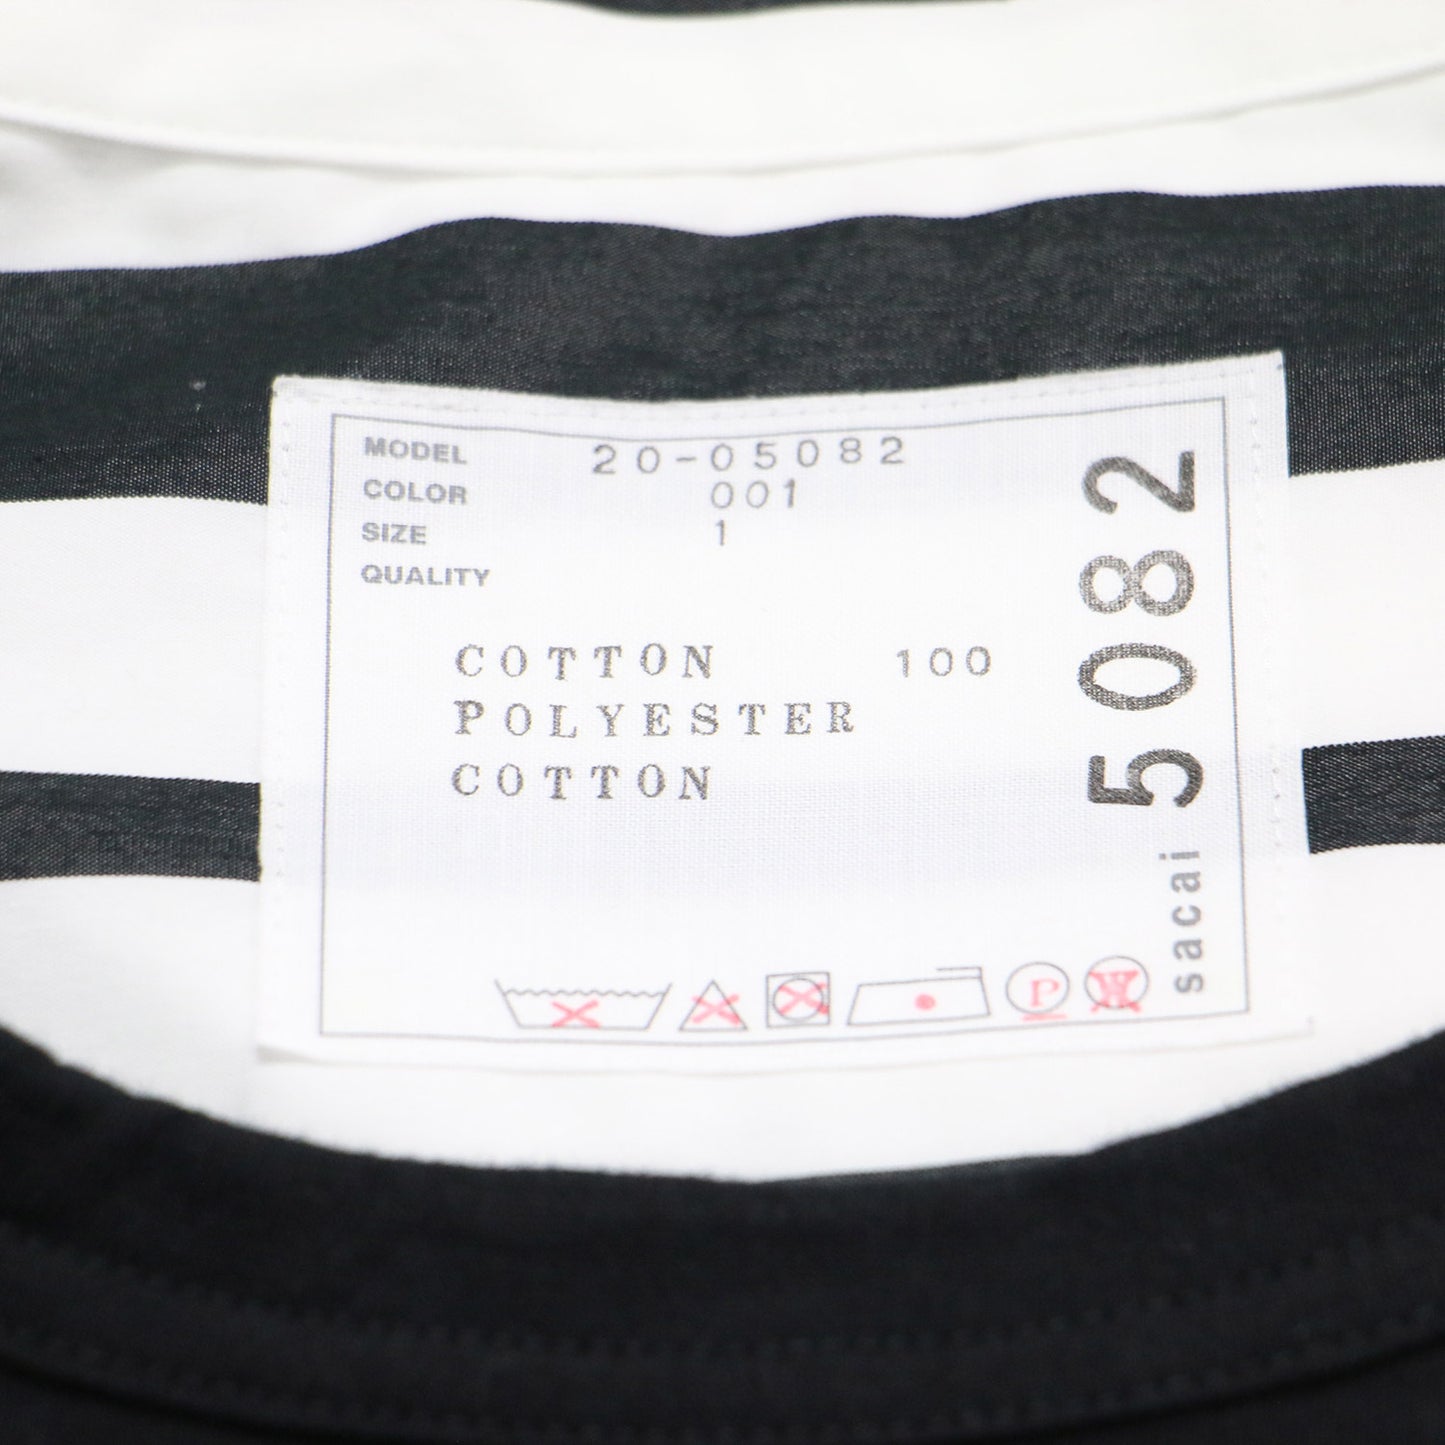 MODEL 20-05082
COLOR 001
SIZE 1
QUALITY
COTTON 100
POLYESTER
COTTON
P W
sacai 5082